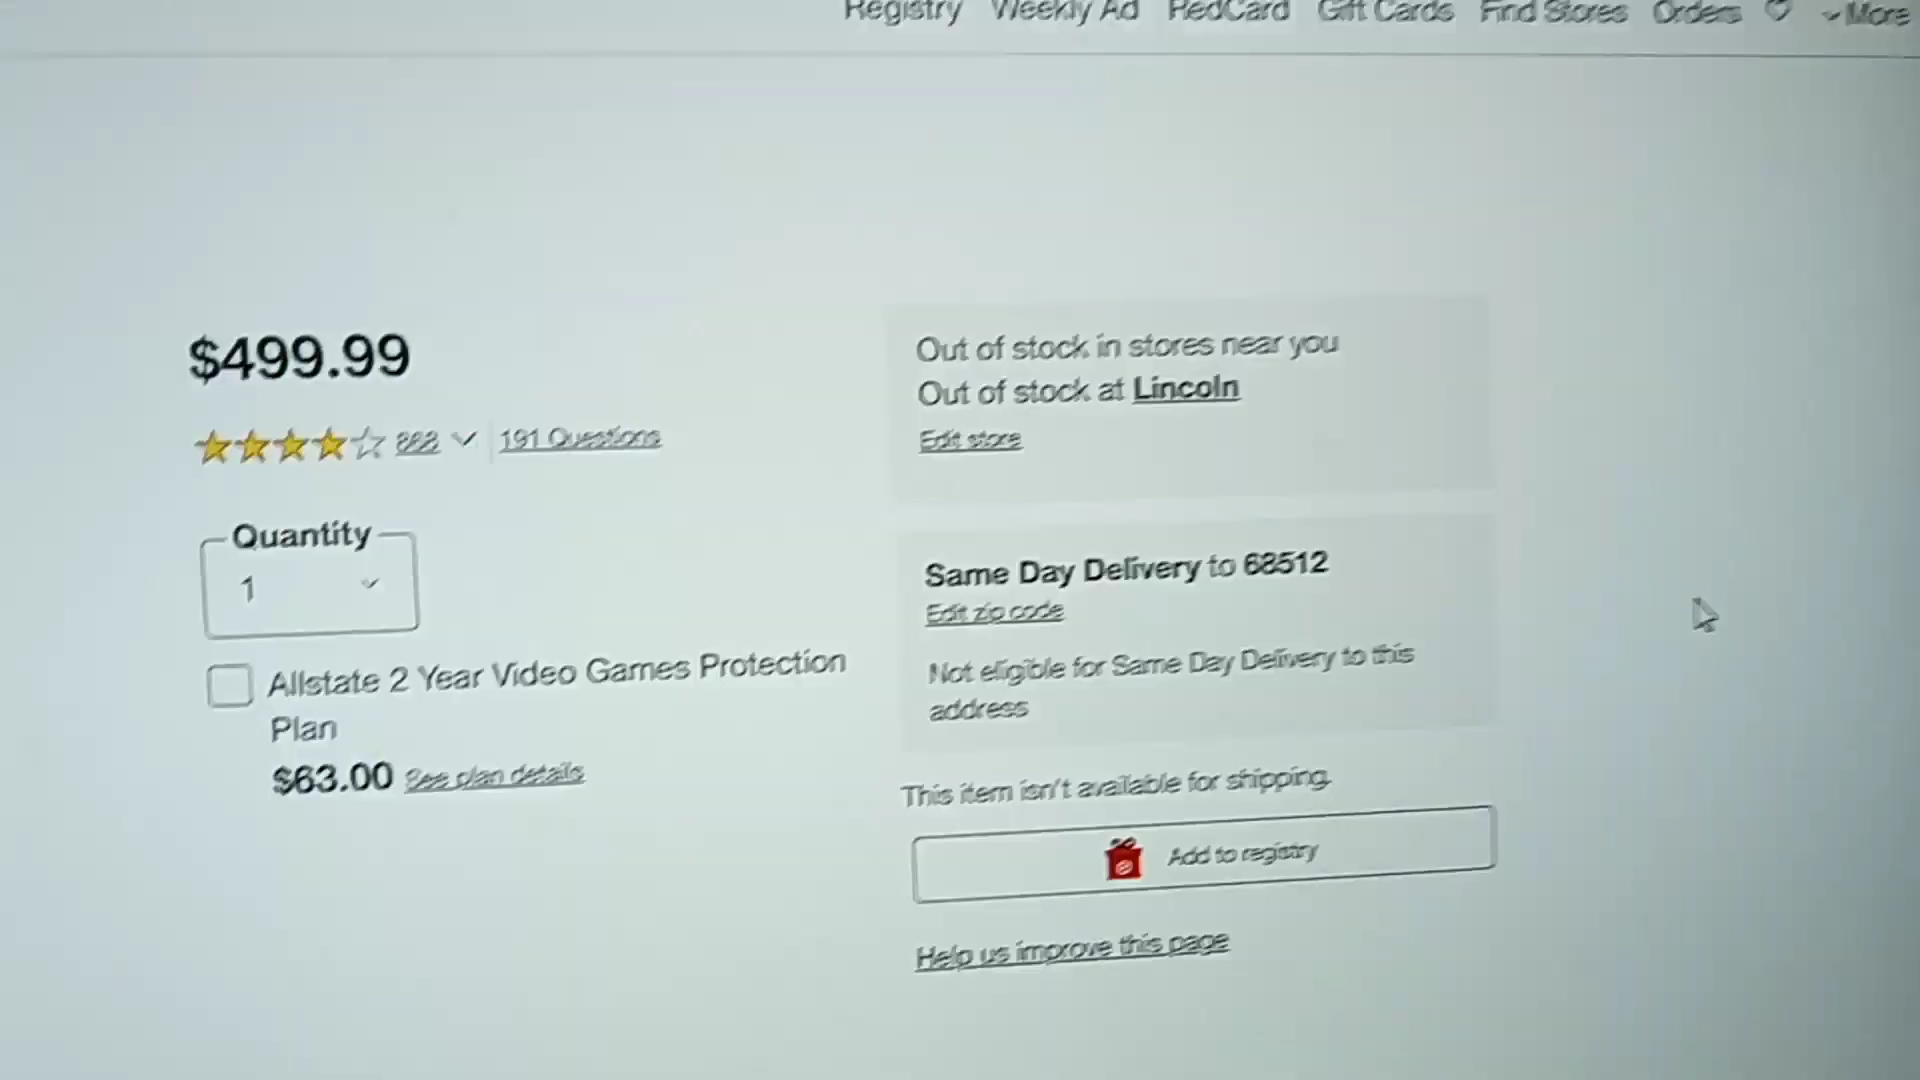 Registry Weekly Ad RedCard Gift Cards Find Stores Orders More
$499.99
191 Questions
Quantity
1
Allstate 2 Year Video Games Protection
Plan
$63.00 See plan details
Out of stock in stores near you
Out of stock at Lincoln
Edit store
Same Day Delivery to 68512
Edit zip code
Not eligible for Same Day Delivery to this
address
This item isn't available for shipping.
Add to registry
Help us improve this page